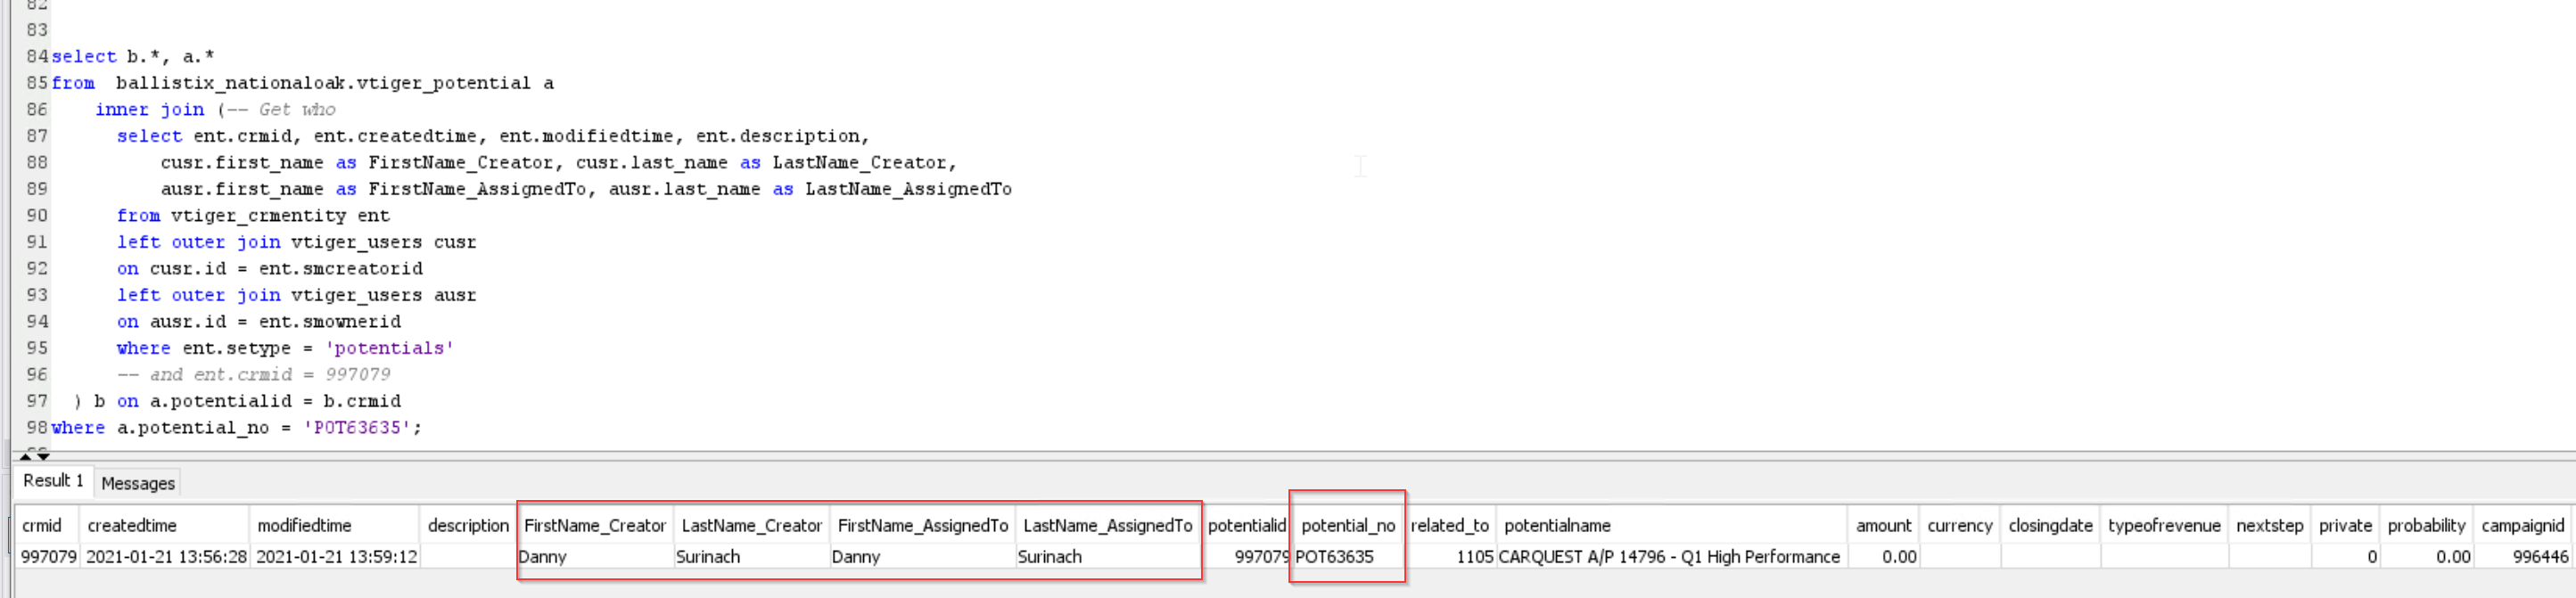 82
83
84 select b.*, a.*
85 from  ballistix_nationaloak.vtiger_potential a
86     inner join (-- Get who
87       select ent.crmid, ent.createdtime, ent.modifiedtime, ent.description,
88           cusr.first_name as FirstName_Creator, cusr.last_name as LastName_Creator,
89           ausr.first_name as FirstName_AssignedTo, ausr.last_name as LastName_AssignedTo
90       from vtiger_crmentity ent
91       left outer join vtiger_users cusr
92       on cusr.id = ent.smcreatorid
93       left outer join vtiger_users ausr
94       on ausr.id = ent.smownerid
95       where ent.setype = 'potentials'
96       -- and ent.crmid = 997079
97   ) b on a.potentialid = b.crmid
98 where a.potential_no = 'POT63635';
Result 1 Messages
crmid createdtime modifiedtime description FirstName_Creator LastName_Creator FirstName_AssignedTo LastName_AssignedTo potentialid potential_no related_to potentialname amount currency closingdate typeofrevenue nextstep private probability campaignid
997079 2021-01-21 13:56:28 2021-01-21 13:59:12 Danny Surinach Danny Surinach 997079 POT63635 1105 CARQUEST A/P 14796 - Q1 High Performance 0.00 0 0.00 996446